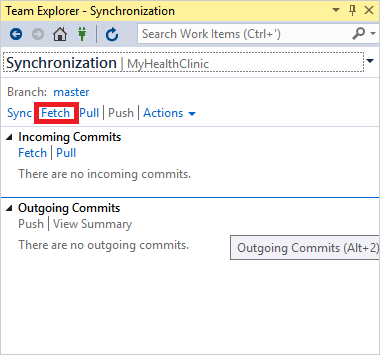 Team Explorer - Synchronization
Search Work Items (Ctrl+')
Synchronization | MyHealthClinic
Branch: master
Sync Fetch Pull | Push | Actions
Incoming Commits
Fetch | Pull
There are no incoming commits.
Outgoing Commits
Push | View Summary
There are no outgoing commits.
Outgoing Commits (Alt+2)